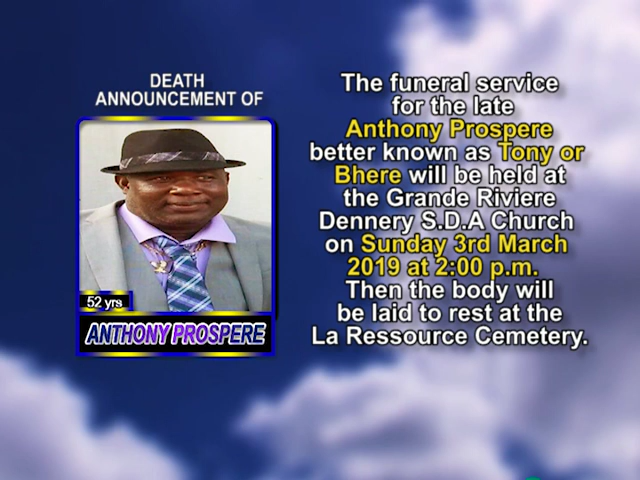 DEATH
ANNOUNCEMENT OF
52 yrs
ANTHONY PROSPERE
The funeral service
for the late
Anthony Prospere
better known as Tony or
Bhere will be held at
the Grande Riviere
Dennery S.D.A Church
on Sunday 3rd March
2019 at 2:00 p.m.
Then the body will
be laid to rest at the
La Ressource Cemetery.